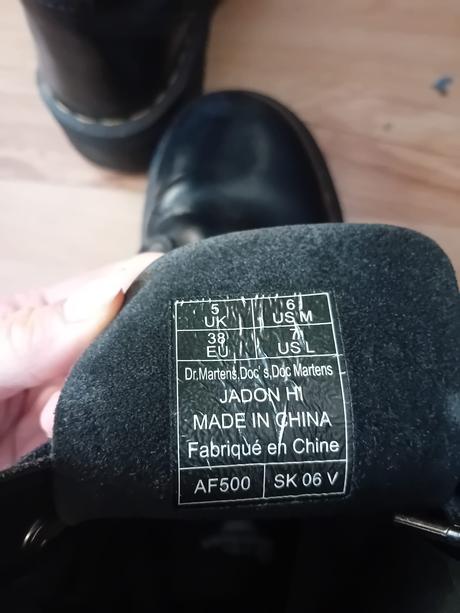 5 UK 6 US M
38 EU 7 US L
Dr.Martens,Doc's,Doc Martens
JADON HI
MADE IN CHINA
Fabriqué en Chine
AF500 SK 06 V